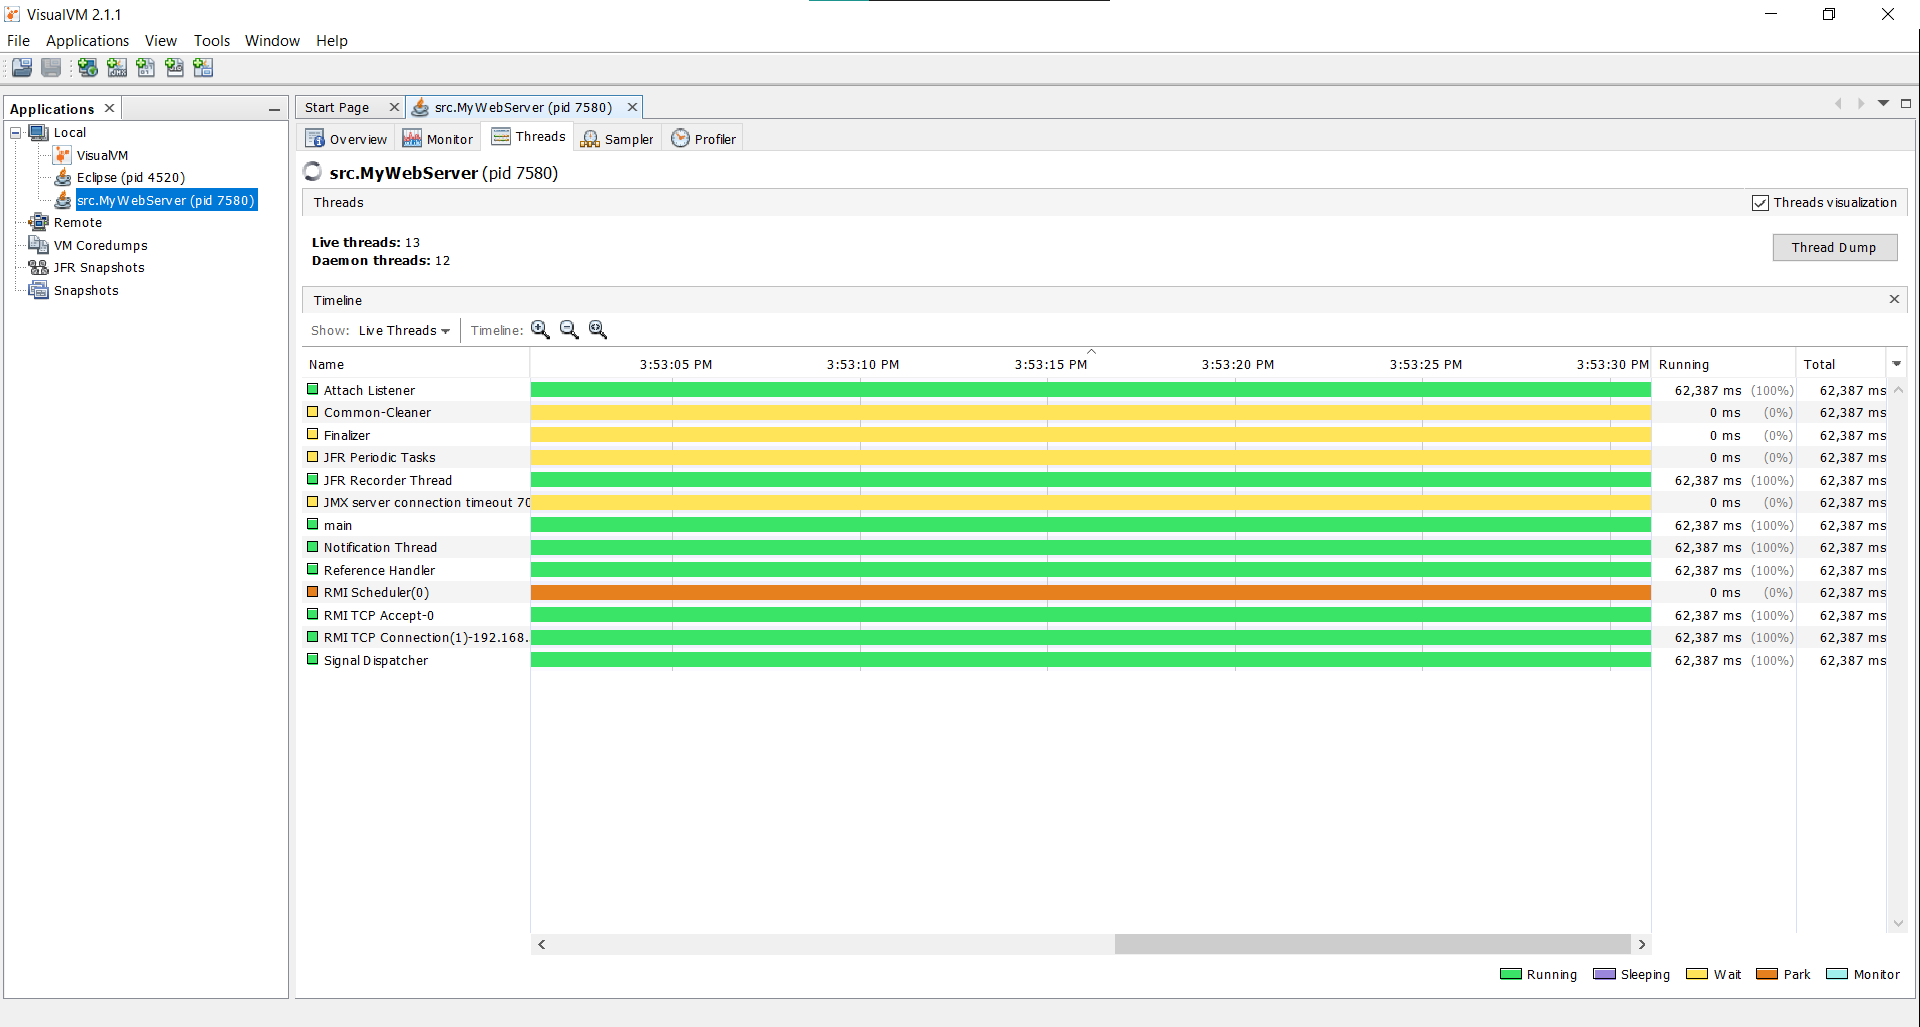 VisualVM 2.1.1
File Applications View Tools Window Help
Applications
Start Page
src.MyWebServer (pid 7580)
Local
VisualVM
Eclipse (pid 4520)
src.MyWebServer (pid 7580)
Remote
VM Coredumps
JFR Snapshots
Snapshots
Overview Monitor Threads Sampler Profiler
src.MyWebServer (pid 7580)
Threads Threads visualization
Live threads: 13
Daemon threads: 12
Thread Dump
Timeline
Show: Live Threads Timeline:
Name 3:53:05 PM 3:53:10 PM 3:53:15 PM 3:53:20 PM 3:53:25 PM 3:53:30 PM Running Total
Attach Listener 62,387 ms (100%) 62,387 ms
Common-Cleaner 0 ms (0%) 62,387 ms
Finalizer 0 ms (0%) 62,387 ms
JFR Periodic Tasks 0 ms (0%) 62,387 ms
JFR Recorder Thread 62,387 ms (100%) 62,387 ms
JMX server connection timeout 70 0 ms (0%) 62,387 ms
main 62,387 ms (100%) 62,387 ms
Notification Thread 62,387 ms (100%) 62,387 ms
Reference Handler 62,387 ms (100%) 62,387 ms
RMI Scheduler(0) 0 ms (0%) 62,387 ms
RMI TCP Accept-0 62,387 ms (100%) 62,387 ms
RMI TCP Connection(1)-192.168. 62,387 ms (100%) 62,387 ms
Signal Dispatcher 62,387 ms (100%) 62,387 ms
Running Sleeping Wait Park Monitor